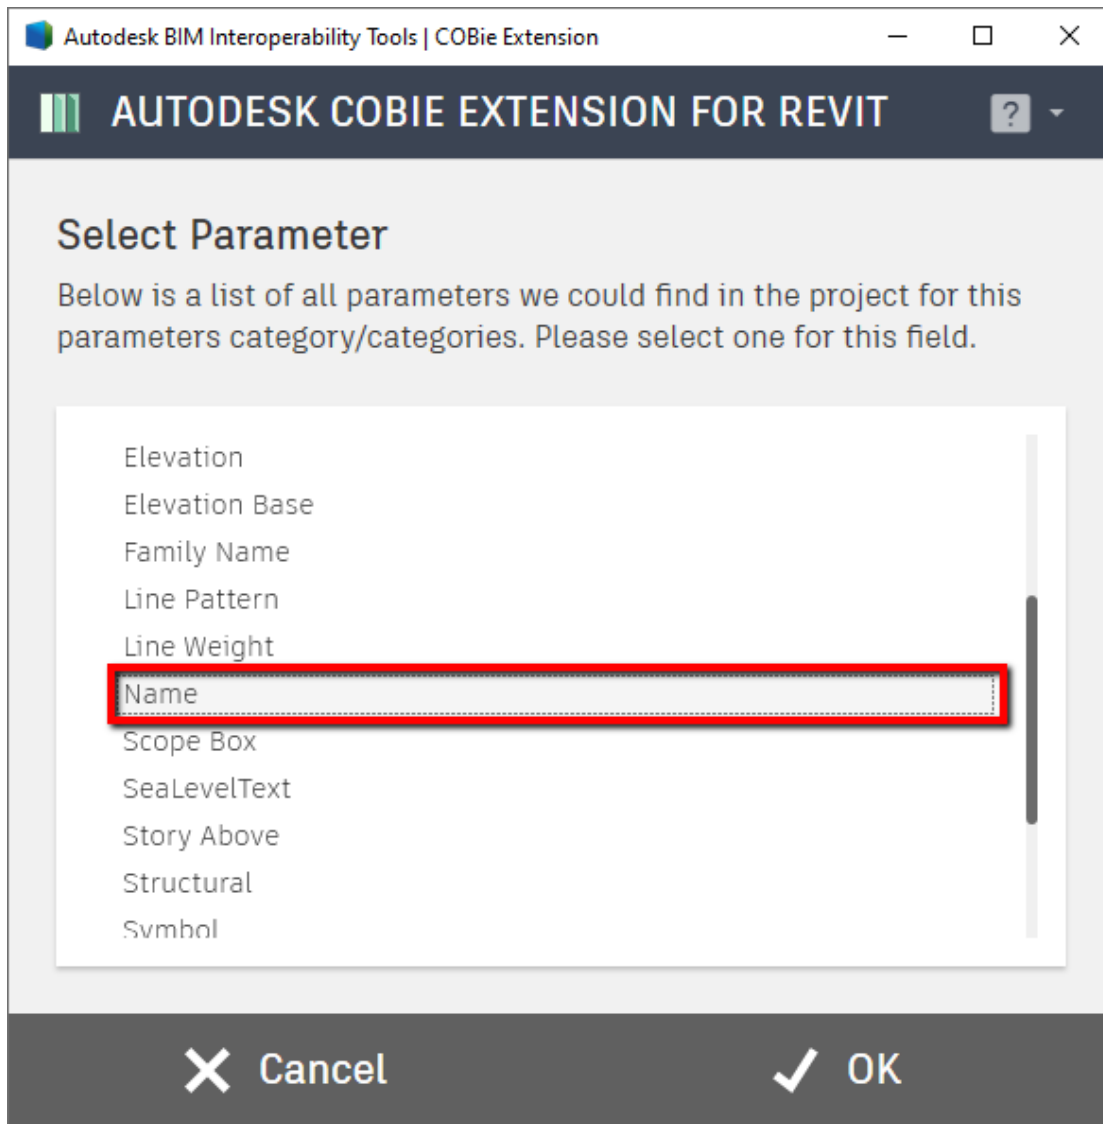 Autodesk BIM Interoperability Tools | COBie Extension
AUTODESK COBIE EXTENSION FOR REVIT
?
Select Parameter
Below is a list of all parameters we could find in the project for this
parameters category/categories. Please select one for this field.
Elevation
Elevation Base
Family Name
Line Pattern
Line Weight
Name
Scope Box
SeaLevelText
Story Above
Structural
Symbol
Cancel
OK